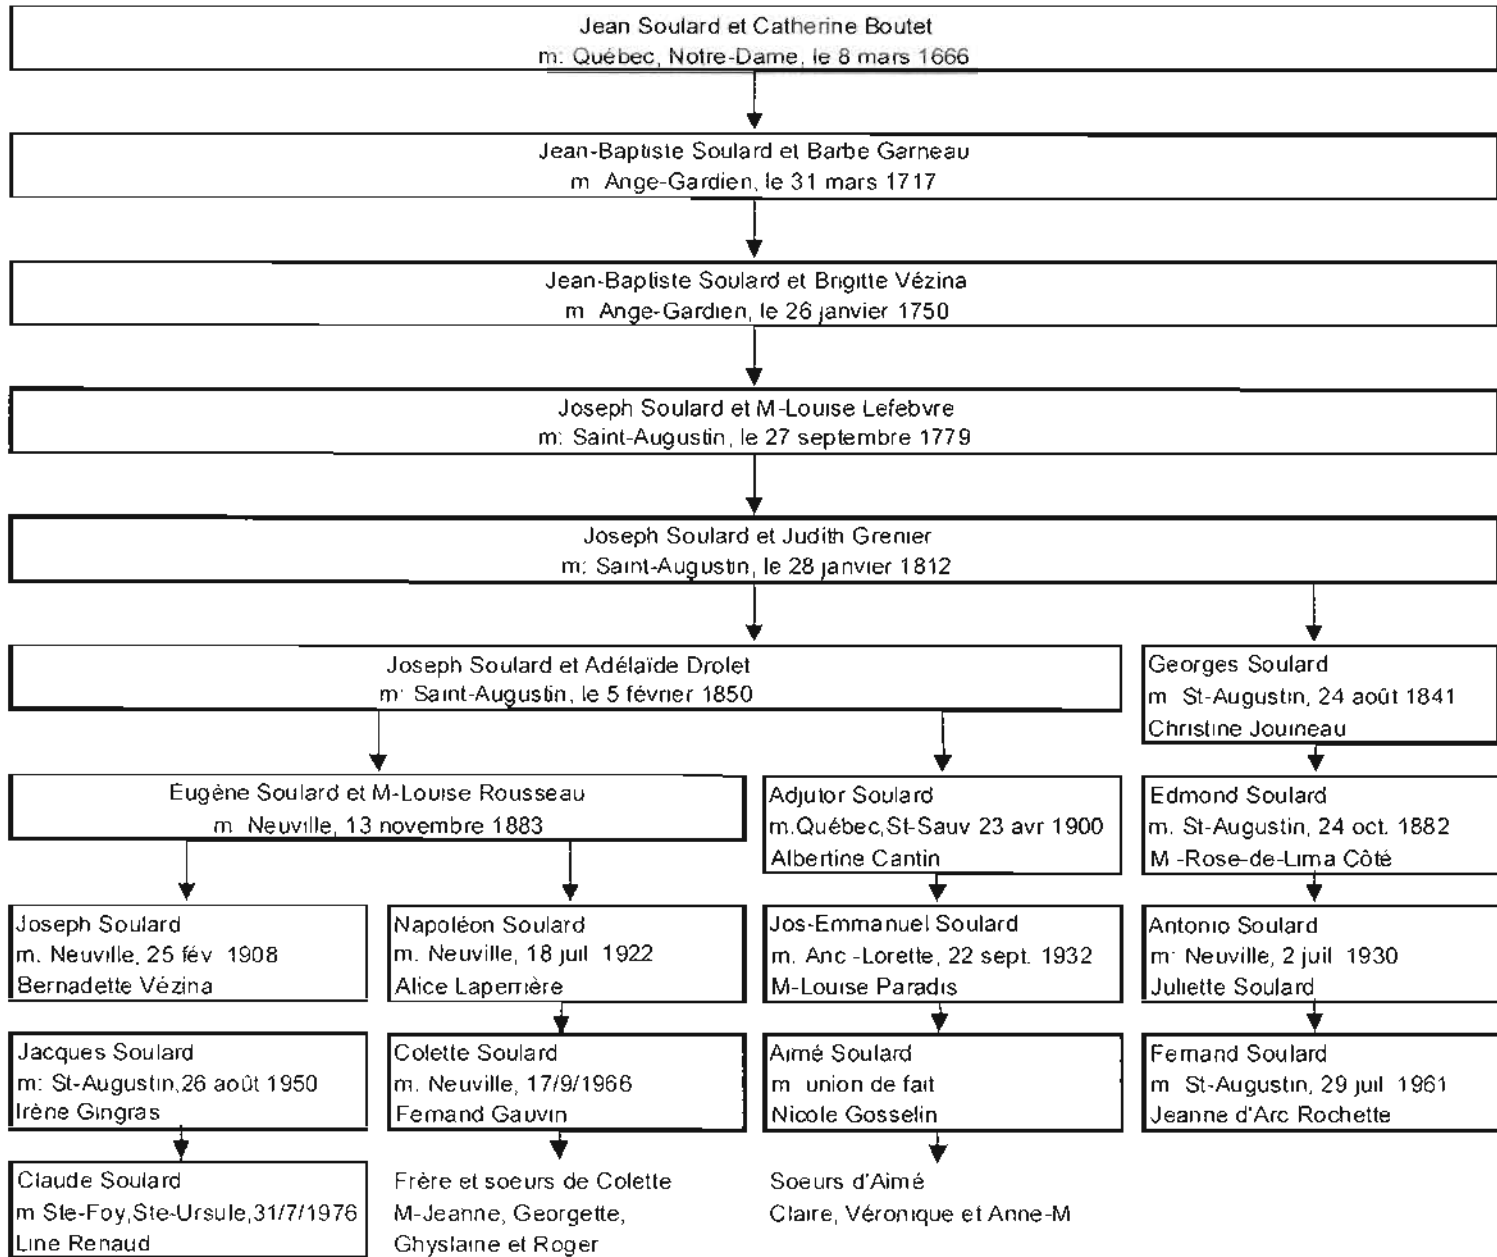 Jean Soulard et Catherine Boutet
m: Québec, Notre-Dame, le 8 mars 1666
Jean-Baptiste Soulard et Barbe Garneau
m Ange-Gardien, le 31 mars 1717
Jean-Baptiste Soulard et Brigitte Vézina
m Ange-Gardien, le 26 janvier 1750
Joseph Soulard et M-Louise Lefebvre
m: Saint-Augustin, le 27 septembre 1779
Joseph Soulard et Judith Grenier
m: Saint-Augustin, le 28 janvier 1812
Joseph Soulard et Adélaïde Drolet
m: Saint-Augustin, le 5 février 1850
Georges Soulard
m St-Augustin, 24 août 1841
Christine Jouineau
Eugène Soulard et M-Louise Rousseau
m Neuville, 13 novembre 1883
Adjutor Soulard
m.Québec,St-Sauv 23 avr 1900
Albertine Cantin
Edmond Soulard
m. St-Augustin, 24 oct. 1882
M -Rose-de-Lima Côté
Joseph Soulard
m. Neuville, 25 fév 1908
Bernadette Vézina
Napoléon Soulard
m. Neuville, 18 juil 1922
Alice Laperrière
Jos-Emmanuel Soulard
m. Anc -Lorette, 22 sept. 1932
M-Louise Paradis
Antonio Soulard
m: Neuville, 2 juil 1930
Juliette Soulard
Jacques Soulard
m: St-Augustin,26 août 1950
Irène Gingras
Colette Soulard
m. Neuville, 17/9/1966
Fernand Gauvin
Aimé Soulard
m union de fait
Nicole Gosselin
Fernand Soulard
m St-Augustin, 29 juil 1961
Jeanne d'Arc Rochette
Claude Soulard
m Ste-Foy,Ste-Ursule,31/7/1976
Line Renaud
Frère et soeurs de Colette
M-Jeanne, Georgette,
Ghyslaine et Roger
Soeurs d'Aimé
Claire, Véronique et Anne-M